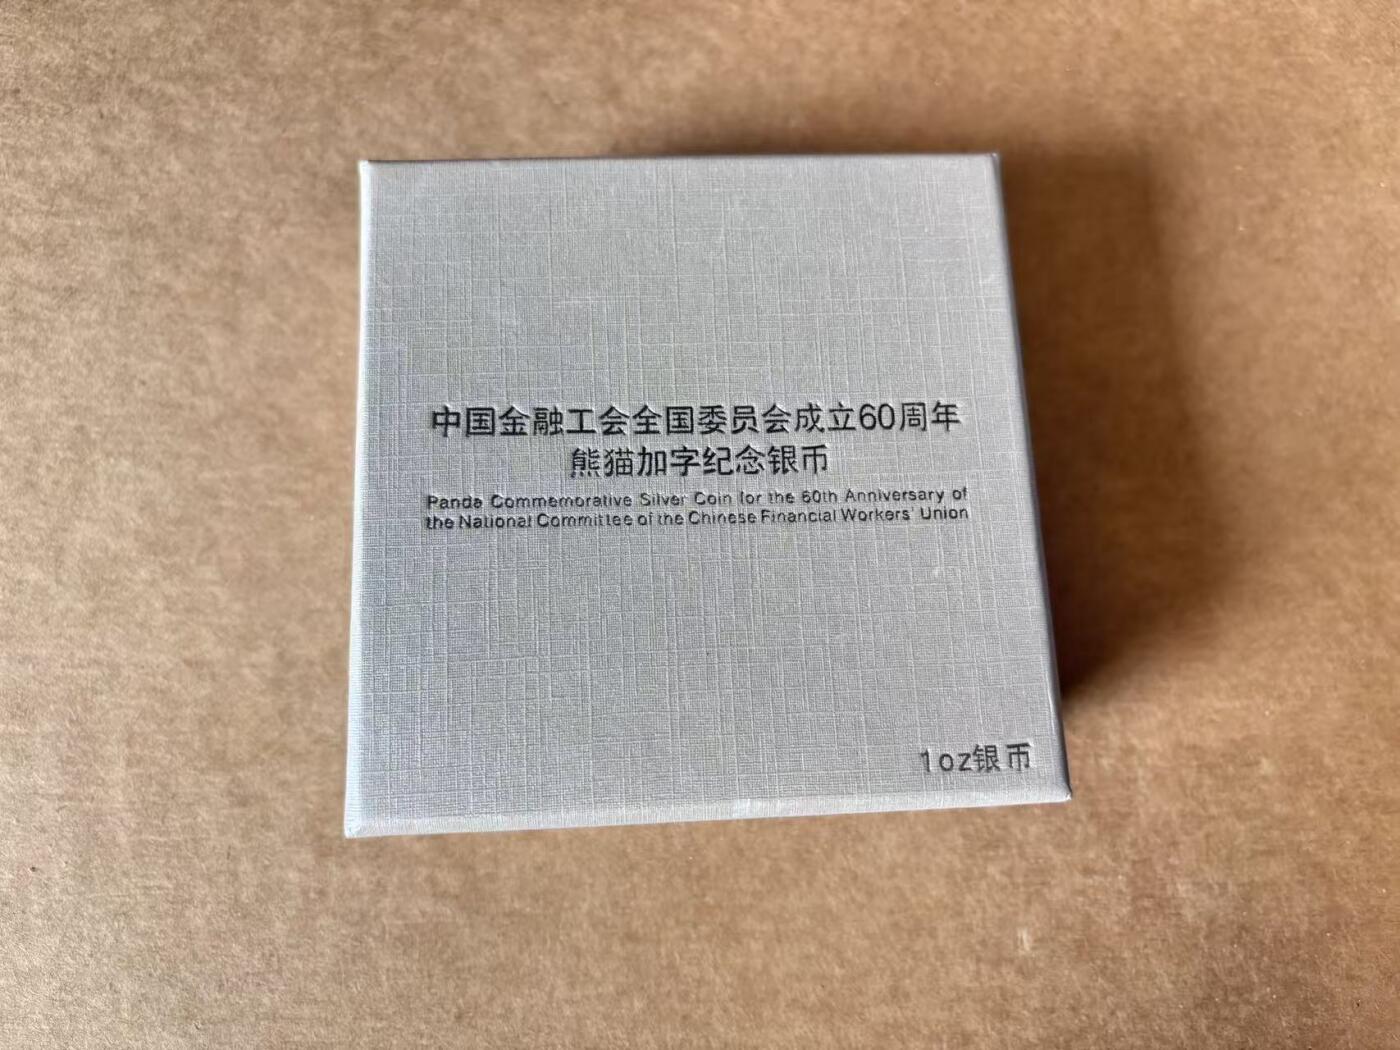 中国金融工会全国委员会成立60周年
熊猫加字纪念银币
Panda Commemorative Silver Coin for the 60th Anniversary of
the National Committee of the Chinese Financial Workers' Union
1oz银币